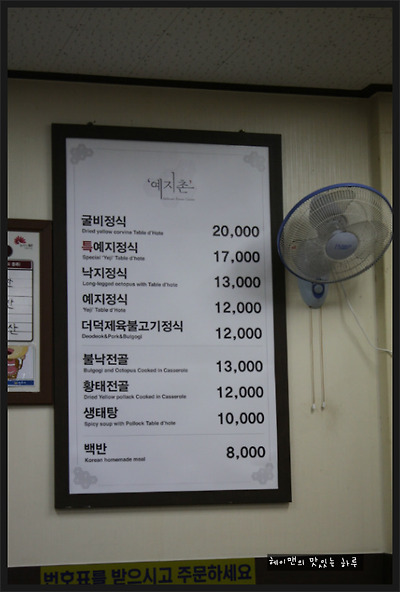 '예지촌'
굴비정식 20,000
Dried yellow corvina Table d'hote
특예지정식 17,000
Special 'Yeji' Table d'hote
낙지정식 13,000
Long-legged octopus with Table d'hote
예지정식 12,000
'Yeji' Table d'hote
더덕제육불고기정식 12,000
Deodeok&Pork&Bulgogi
불낙전골 13,000
Bulgogi and Octopus Cooked in Casserole
황태전골 12,000
Dried Yellow pollack Cooked in Casserole
생태탕 10,000
Spicy soup with Pollock Table d'hote
백반 8,000
Korean homemade meal
번호표를 받으시고 주문하세요
헤이맨의 맛있는 하루